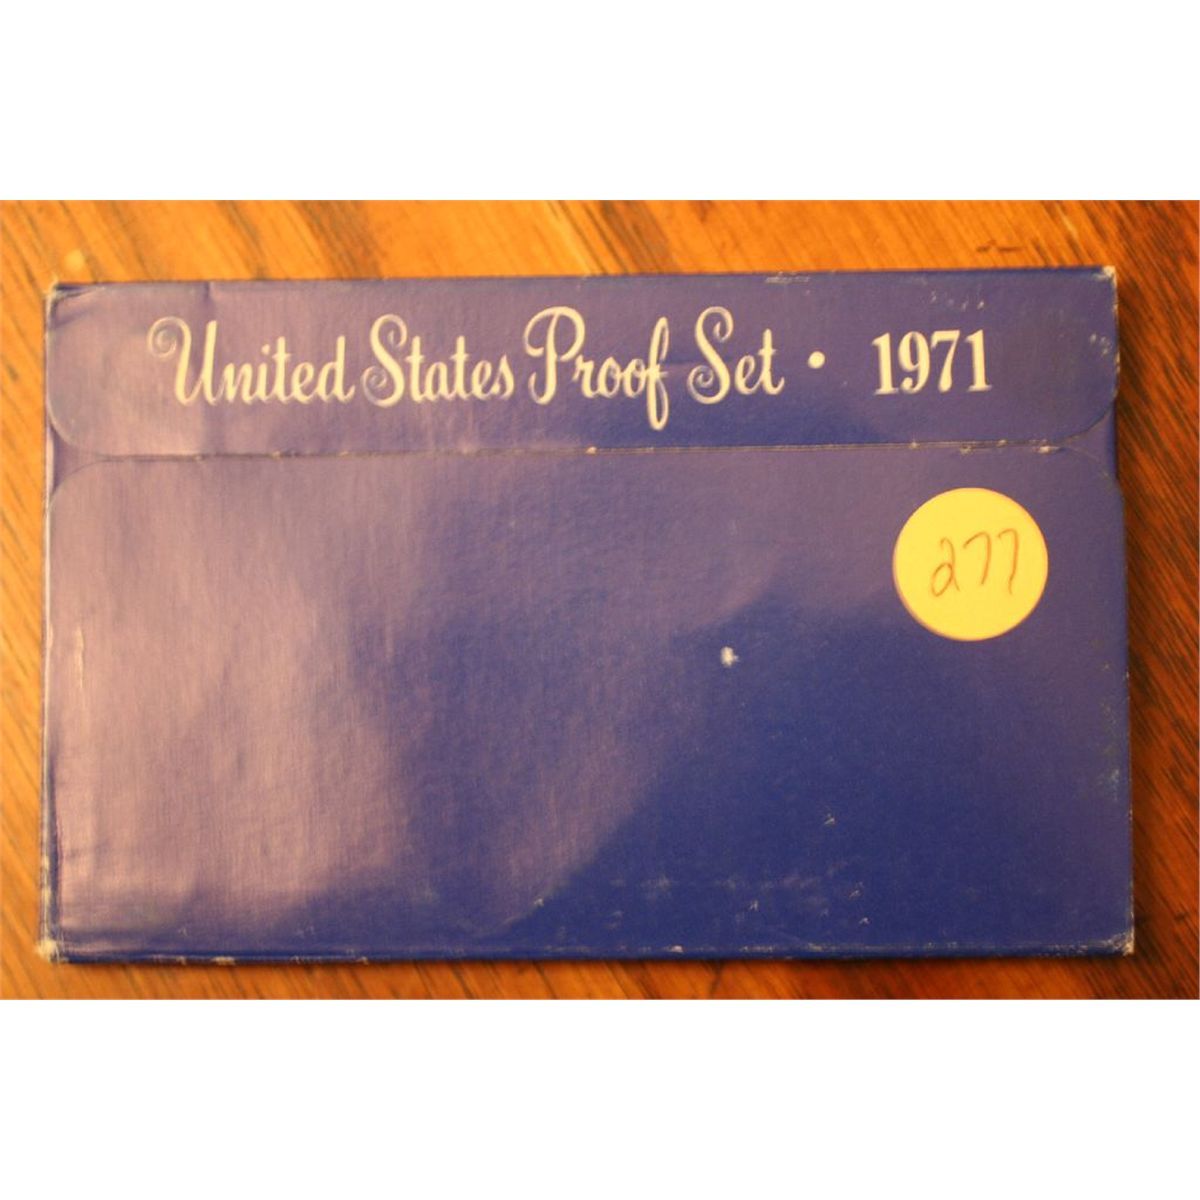 United States Proof Set • 1971
277